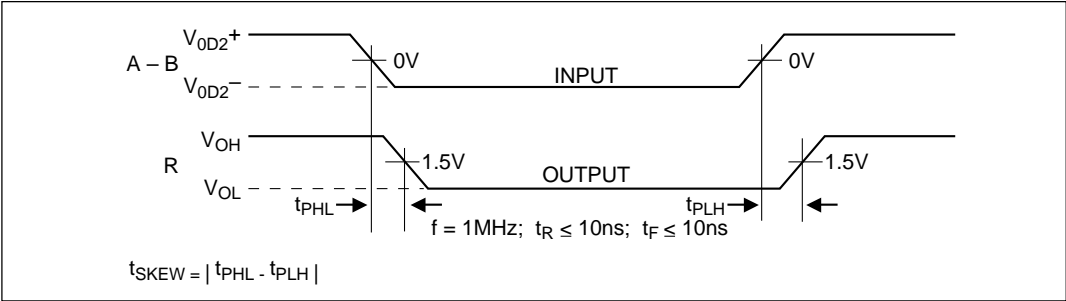 V0D2+
A – B
0V
INPUT
0V
V0D2–
VOH
R
1.5V
OUTPUT
1.5V
VOL
tPHL
tPLH
f = 1MHz; tR ≤ 10ns; tF ≤ 10ns
tSKEW = | tPHL - tPLH |